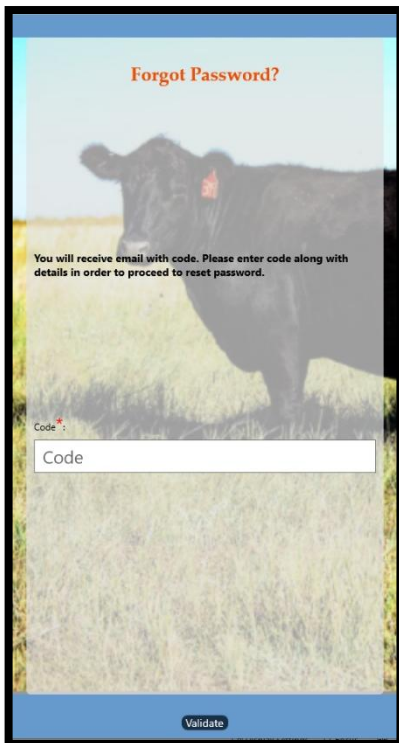 Forgot Password?
You will receive email with code. Please enter code along with
details in order to proceed to reset password.
Code*:
Code
Validate